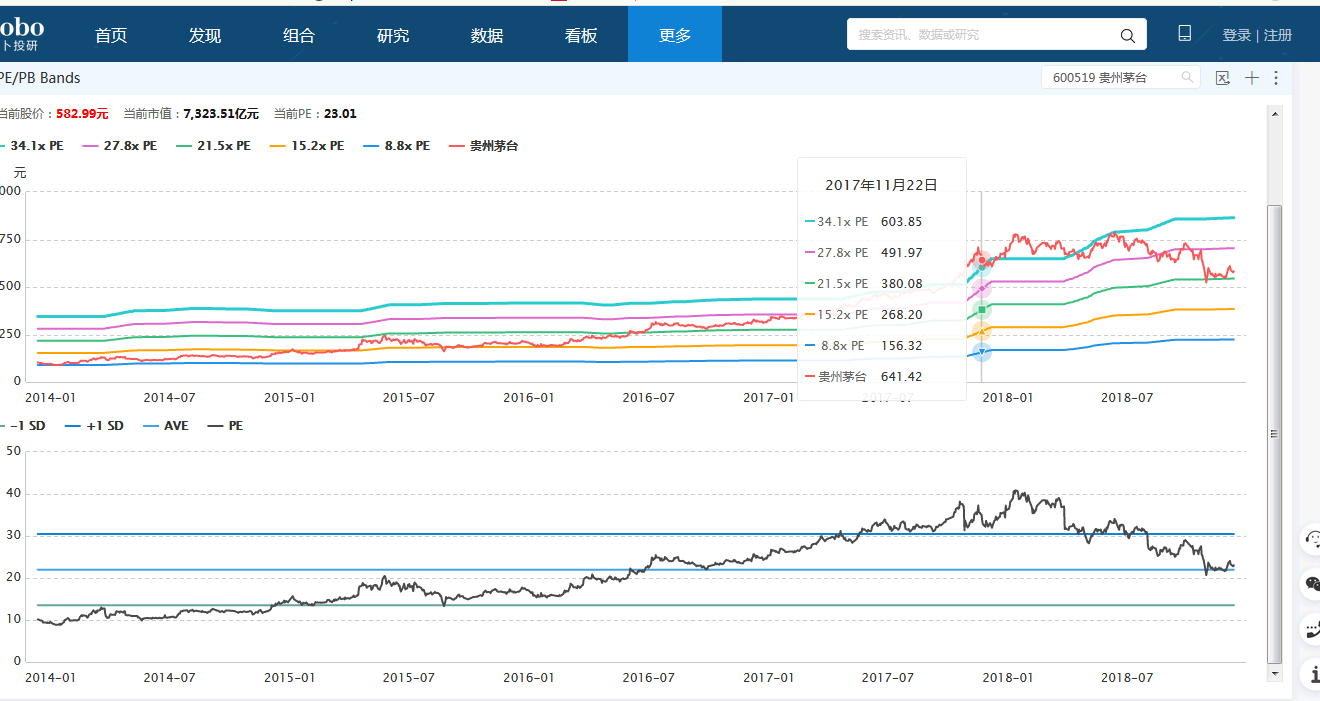 obo
卜投研
首页 发现 组合 研究 数据 看板 更多
搜索资讯、数据或研究
登录 | 注册
PE/PB Bands
600519 贵州茅台
当前股价：582.99元 当前市值：7,323.51亿元 当前PE：23.01
34.1x PE 27.8x PE 21.5x PE 15.2x PE 8.8x PE 贵州茅台
元
000
750
500
250
0
2017年11月22日
34.1x PE 603.85
27.8x PE 491.97
21.5x PE 380.08
15.2x PE 268.20
8.8x PE 156.32
贵州茅台 641.42
2014-01 2014-07 2015-01 2015-07 2016-01 2016-07 2017-01 2017-07 2018-01 2018-07
-1 SD +1 SD AVE PE
50
40
30
20
10
0
2014-01 2014-07 2015-01 2015-07 2016-01 2016-07 2017-01 2017-07 2018-01 2018-07